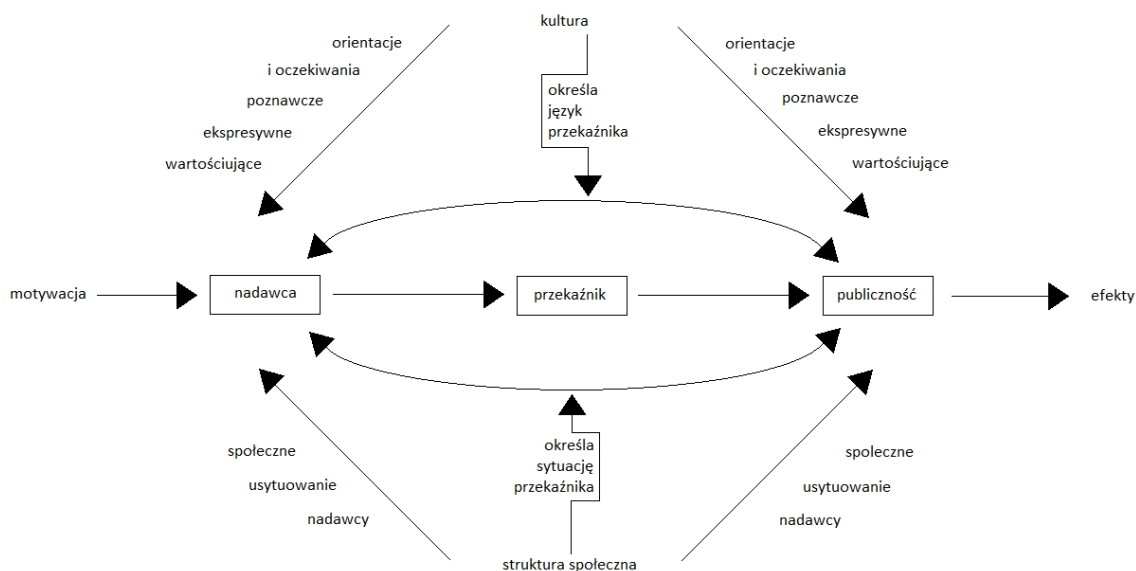 kultura
orientacje
i oczekiwania
poznawcze
ekspresywne
wartościujące
określa
język
przekaźnika
orientacje
i oczekiwania
poznawcze
ekspresywne
wartościujące
motywacja
nadawca
przekaźnik
publiczność
efekty
społeczne
usytuowanie
nadawcy
określa
sytuację
przekaźnika
spoleczne
usytuowanie
nadawcy
struktura społeczna